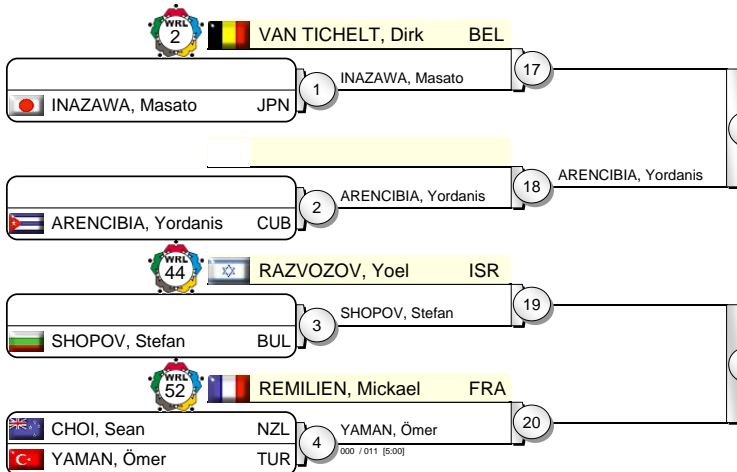 WRL
2
VAN TICHELT, Dirk BEL
INAZAWA, Masato JPN
1
INAZAWA, Masato
17
ARENCIBIA, Yordanis CUB
2
ARENCIBIA, Yordanis
18
ARENCIBIA, Yordanis
WRL
44
RAZVOZOV, Yoel ISR
SHOPOV, Stefan BUL
3
SHOPOV, Stefan
19
WRL
52
REMILIEN, Mickael FRA
CHOI, Sean NZL
YAMAN, Ömer TUR
4
YAMAN, Ömer
000 / 011 [5:00]
20